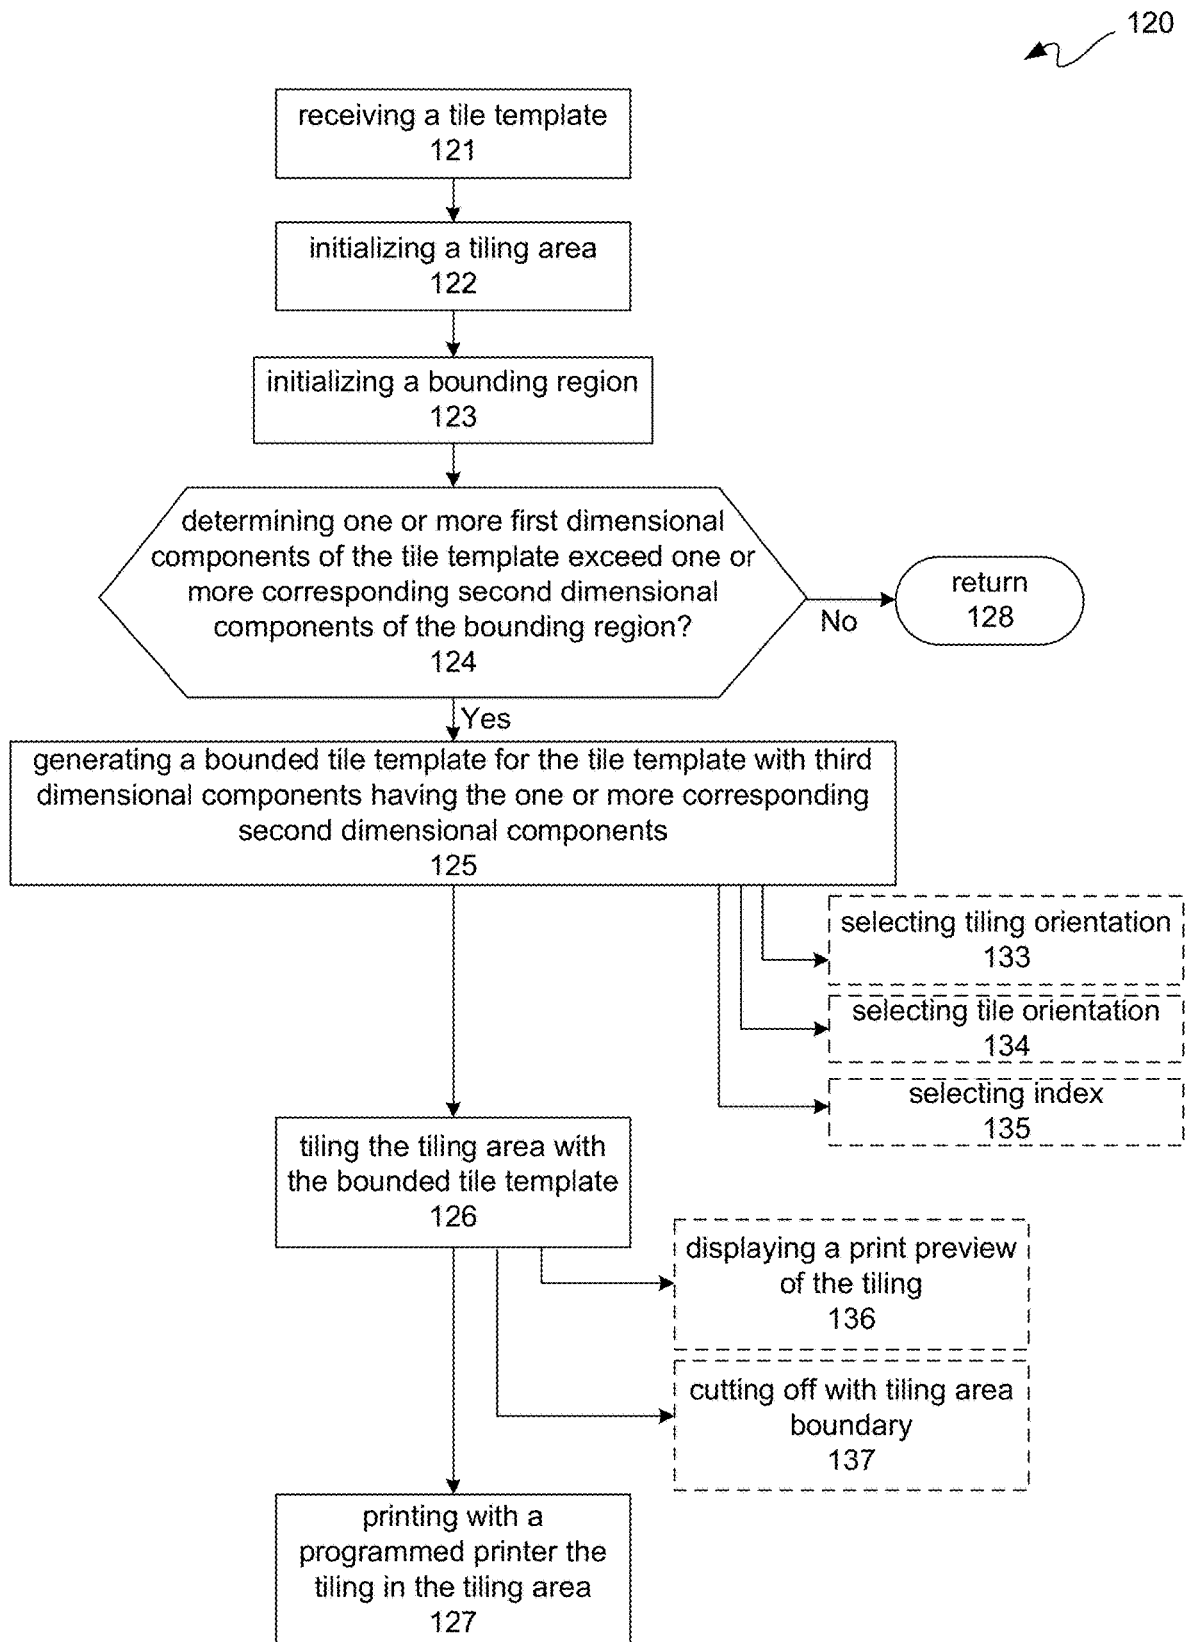 120
receiving a tile template
121
initializing a tiling area
122
initializing a bounding region
123
determining one or more first dimensional
components of the tile template exceed one or
more corresponding second dimensional
components of the bounding region?
124
No
return
128
Yes
generating a bounded tile template for the tile template with third
dimensional components having the one or more corresponding
second dimensional components
125
selecting tiling orientation
133
selecting tile orientation
134
selecting index
135
tiling the tiling area with
the bounded tile template
126
displaying a print preview
of the tiling
136
cutting off with tiling area
boundary
137
printing with a
programmed printer the
tiling in the tiling area
127